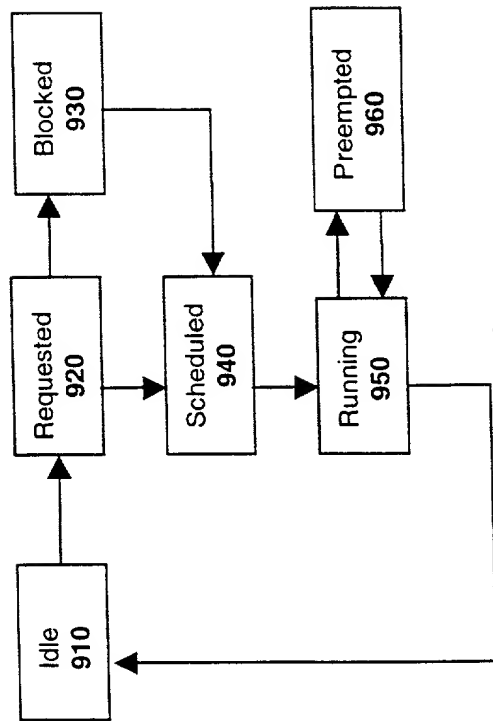 Idle
910
Requested
920
Blocked
930
Scheduled
940
Running
950
Preempted
960